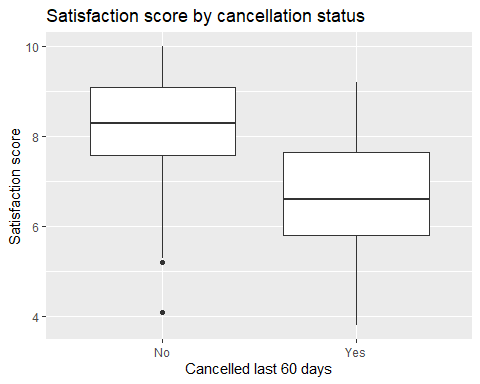 Satisfaction score by cancellation status
Satisfaction score
10
8
6
4
No
Yes
Cancelled last 60 days